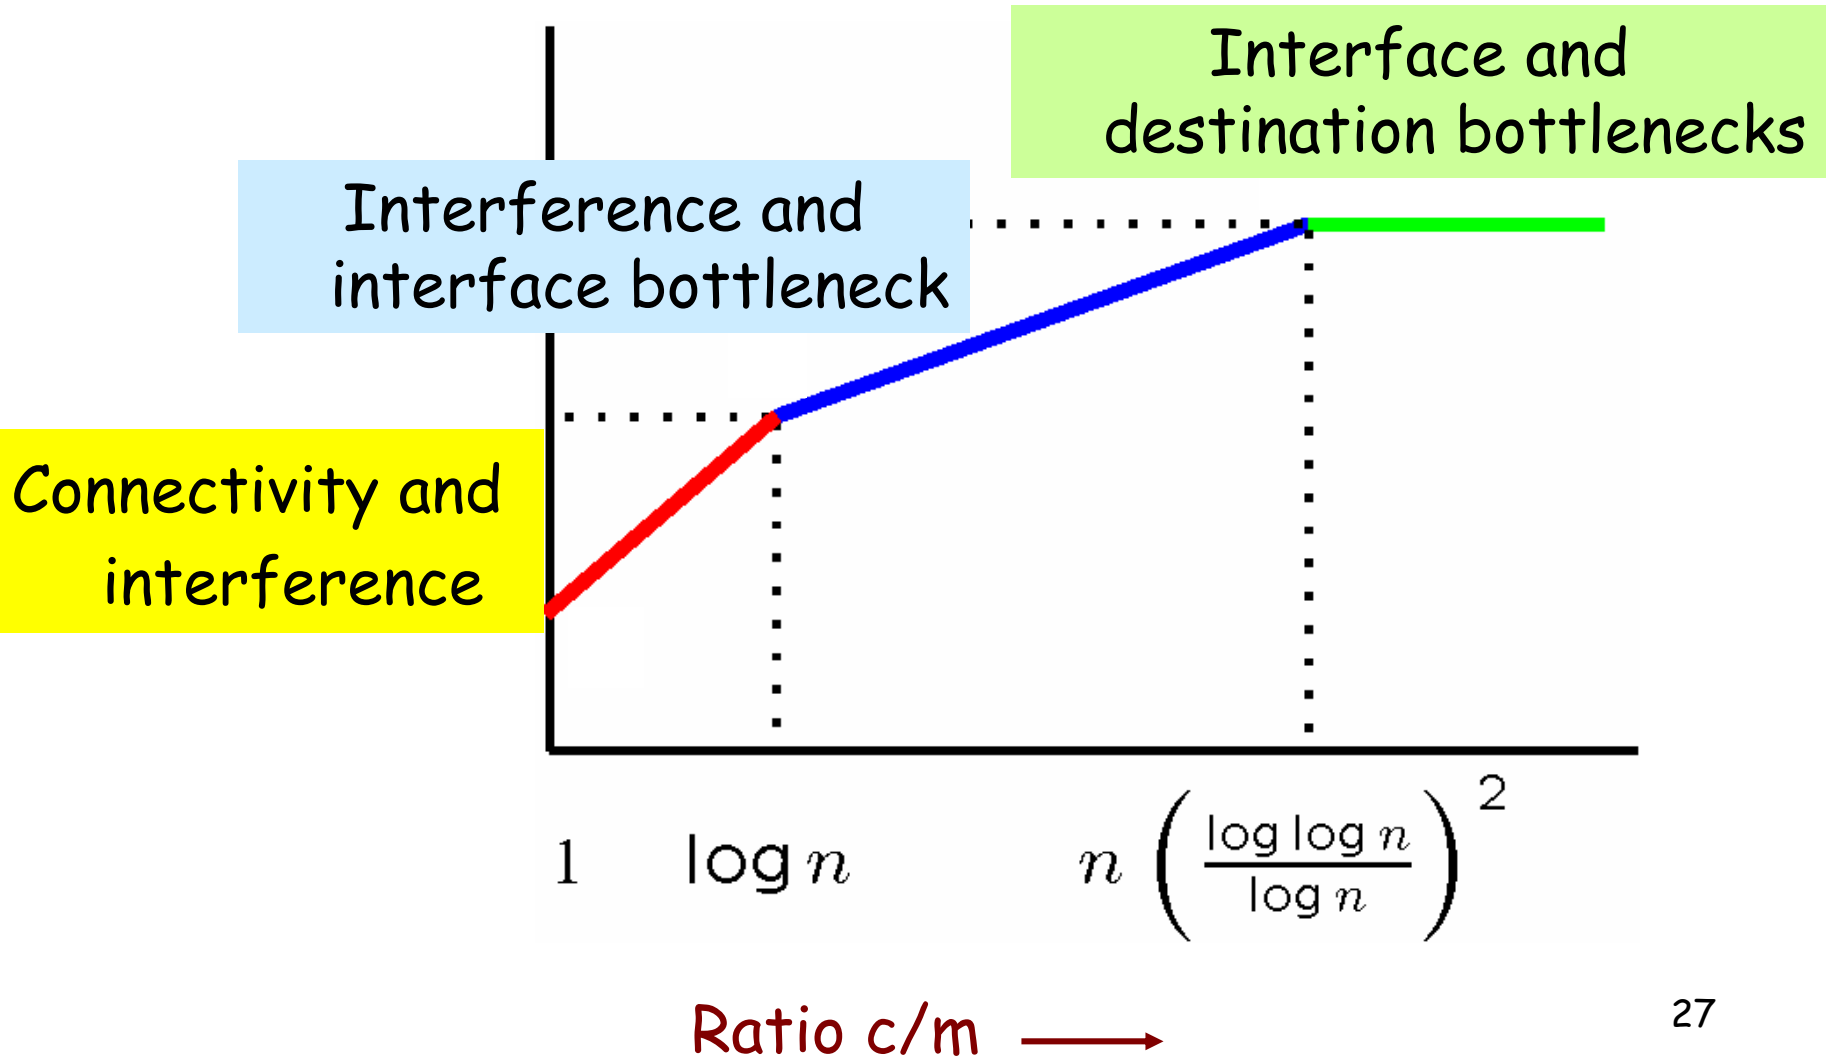 Interface and
destination bottlenecks
Interference and
interface bottleneck
Connectivity and
interference
1 log n n (log log n / log n)^2
Ratio c/m
27